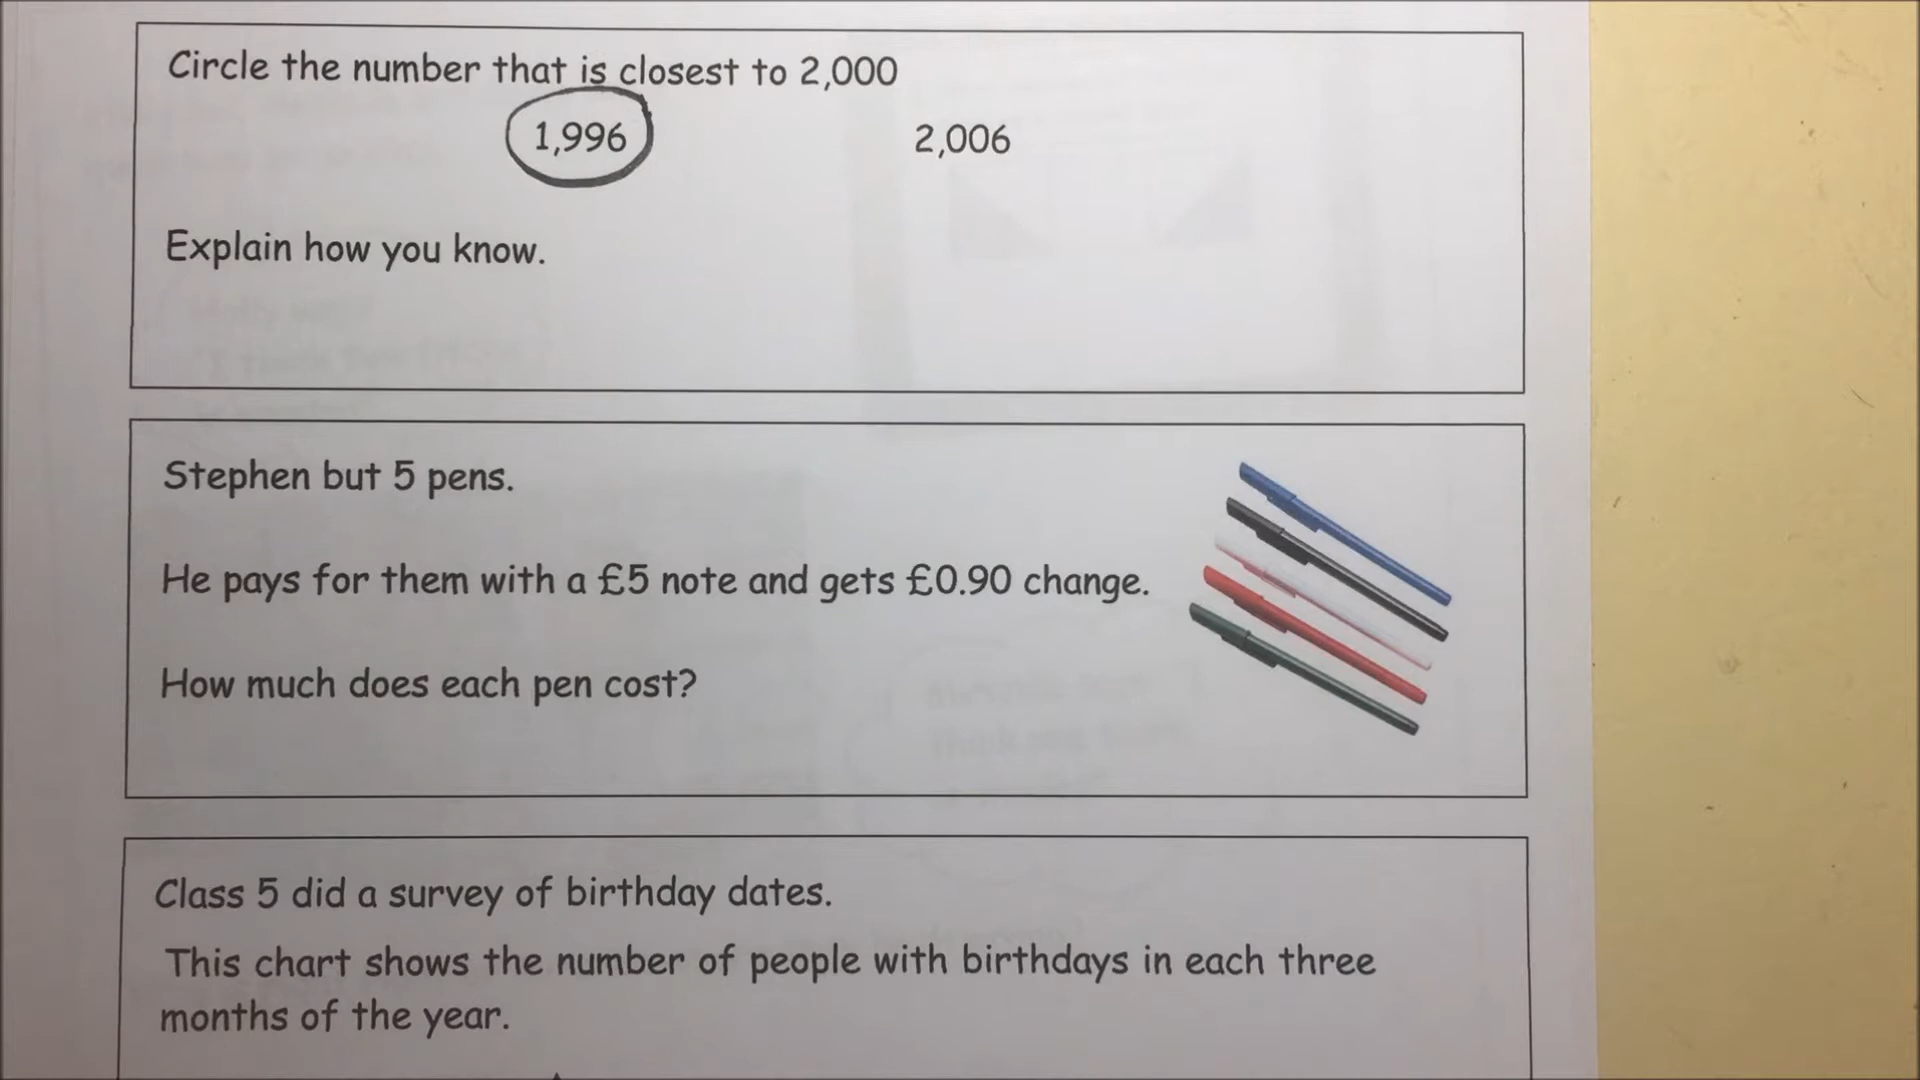 Circle the number that is closest to 2,000
1,996 2,006
Explain how you know.
Stephen but 5 pens.
He pays for them with a £5 note and gets £0.90 change.
How much does each pen cost?
Class 5 did a survey of birthday dates.
This chart shows the number of people with birthdays in each three
months of the year.